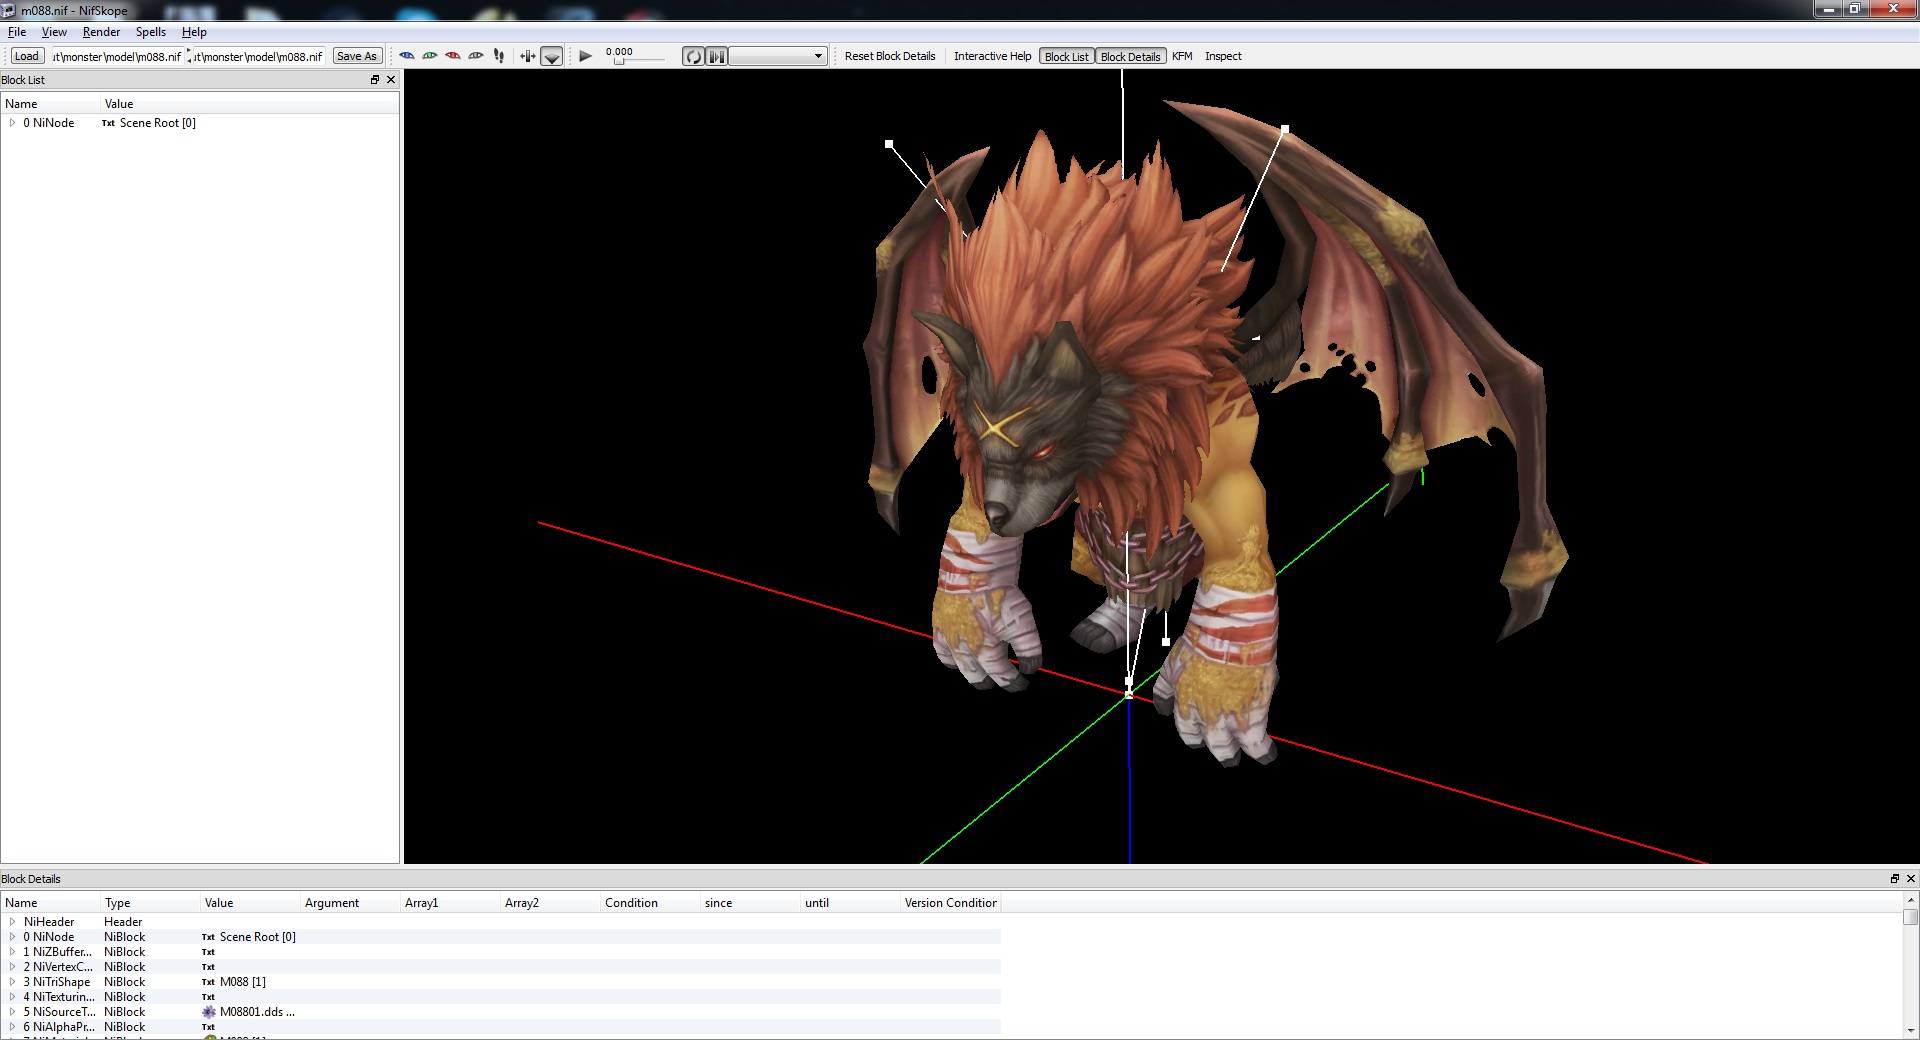 m088.nif - NifSkope
File View Render Spells Help
Load ut\monster\model\m088.nif ut\monster\model\m088.nif Save As 0.000 Reset Block Details Interactive Help Block List Block Details KFM Inspect
Block List
Name Value
0 NiNode Txt Scene Root [0]
Block Details
Name Type Value Argument Array1 Array2 Condition since until Version Condition
NiHeader Header
0 NiNode NiBlock Txt Scene Root [0]
1 NiZBuffer... NiBlock Txt
2 NiVertexC... NiBlock Txt
3 NiTriShape NiBlock Txt M088 [1]
4 NiTexturin... NiBlock Txt
5 NiSourceT... NiBlock M08801.dds ...
6 NiAlphaPr... NiBlock Txt